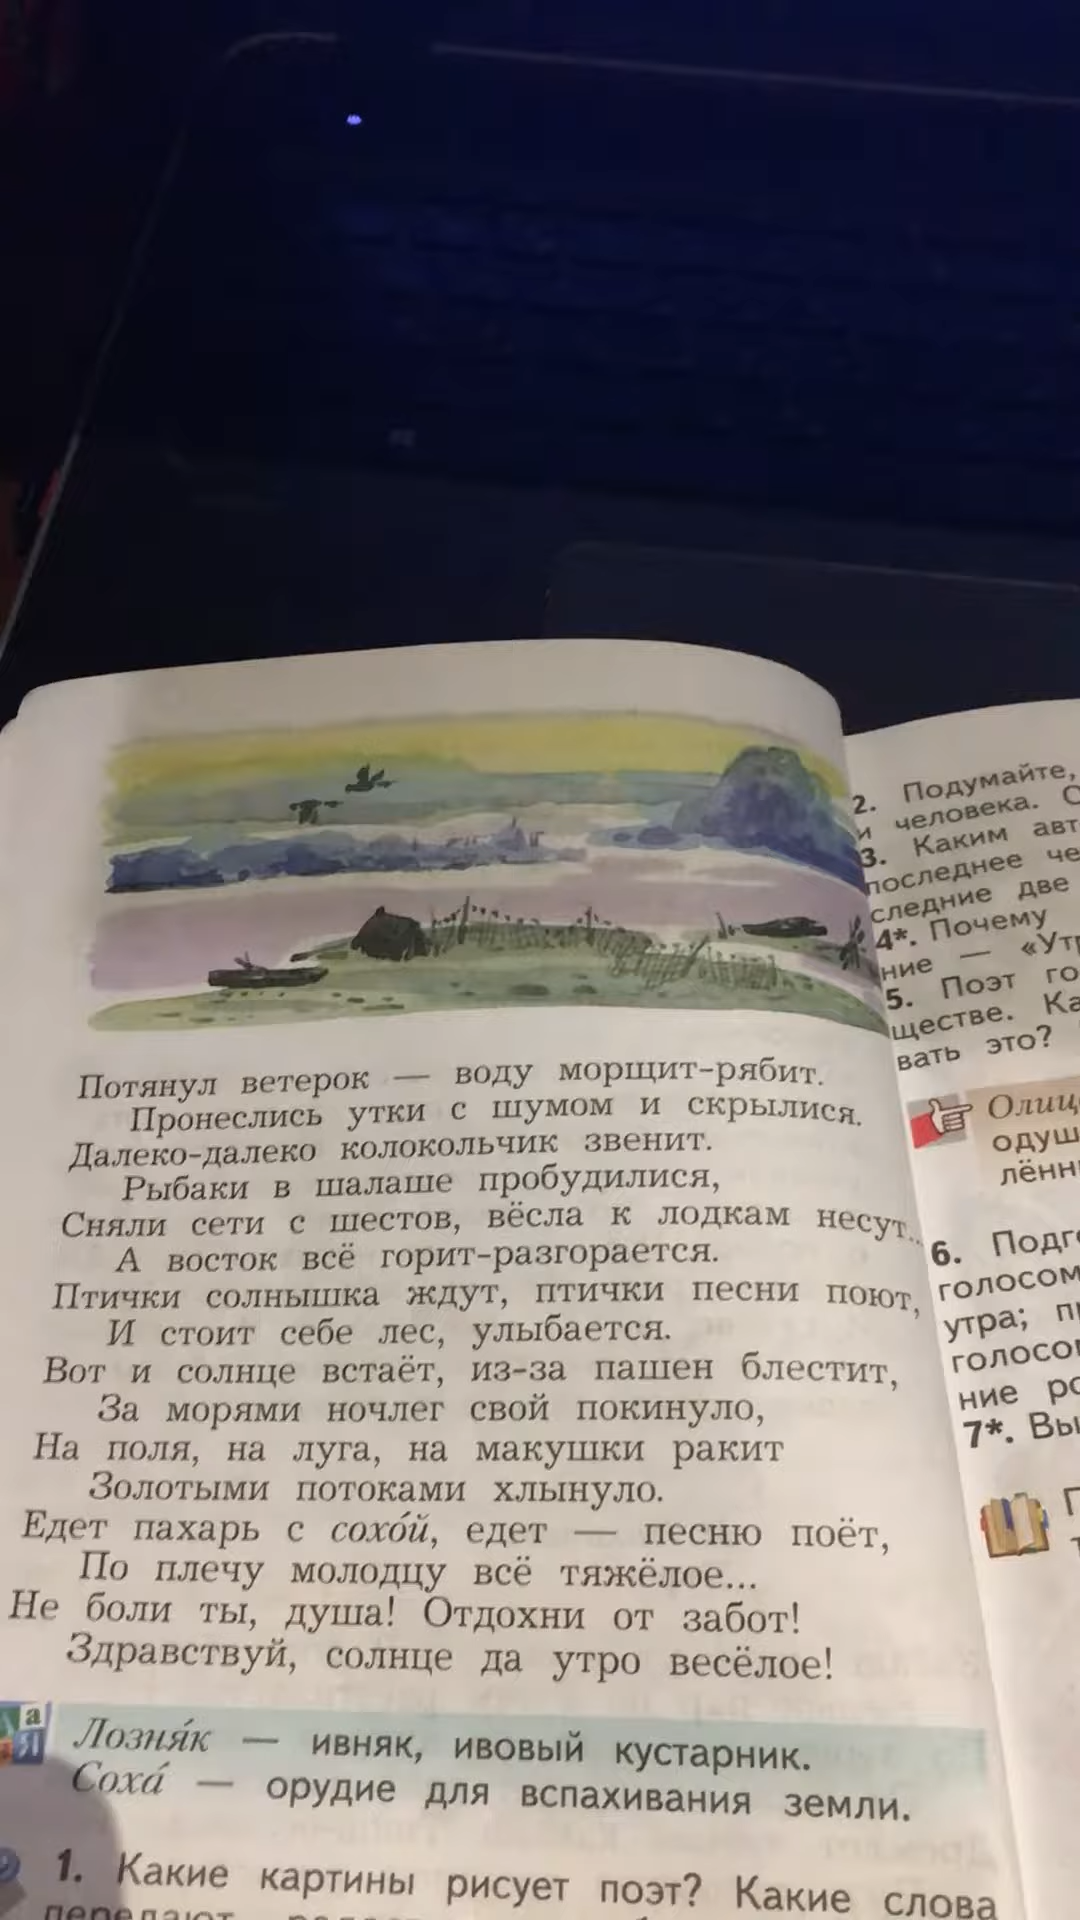 Потянул ветерок — воду морщит-рябит.
Пронеслись утки с шумом и скрылися.
Далеко-далеко колокольчик звенит.
Рыбаки в шалаше пробудилися,
Сняли сети с шестов, вёсла к лодкам несут...
А восток всё горит-разгорается.
Птички солнышка ждут, птички песни поют,
И стоит себе лес, улыбается.
Вот и солнце встаёт, из-за пашен блестит,
За морями ночлег свой покинуло,
На поля, на луга, на макушки ракит
Золотыми потоками хлынуло.
Едет пахарь с сохо́й, едет — песню поёт,
По плечу молодцу всё тяжёлое...
Не боли ты, душа! Отдохни от забот!
Здравствуй, солнце да утро весёлое!
а
Я
Лозня́к — ивняк, ивовый кустарник.
Соха́ — орудие для вспахивания земли.
1. Какие картины рисует поэт? Какие слова
передают
2. Подумайте,
и человека.
3. Каким
последнее
следние две
4*. Почему
ние —
5. Поэт
ществе.
вать это?
6.
голосом
утра;
ние
7*.